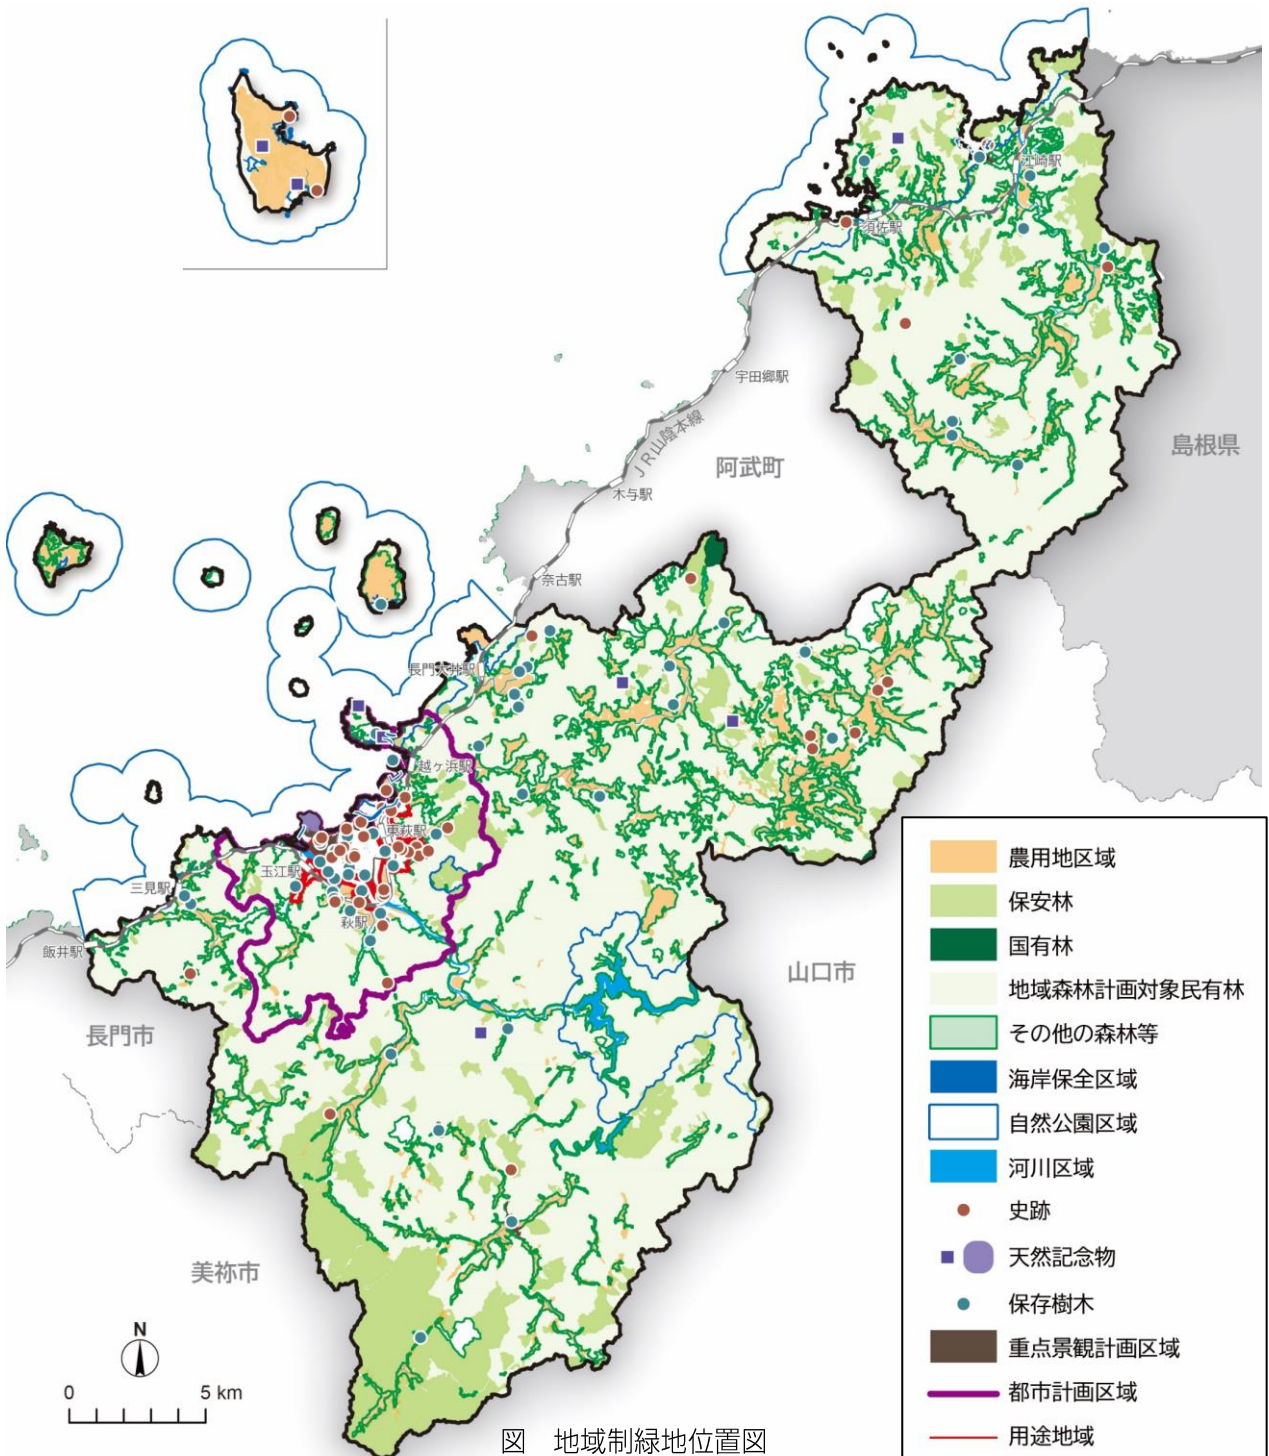 江崎駅
須佐駅
宇田郷駅
JR山陰本線
島根県
阿武町
木与駅
奈古駅
長門大井駅
越ヶ浜駅
東萩駅
玉江駅
三見駅
萩駅
飯井駅
山口市
長門市
美祢市
農用地区域
保安林
国有林
地域森林計画対象民有林
その他の森林等
海岸保全区域
自然公園区域
河川区域
史跡
天然記念物
保存樹木
重点景観計画区域
都市計画区域
用途地域
N
0 5 km
図 地域制緑地位置図